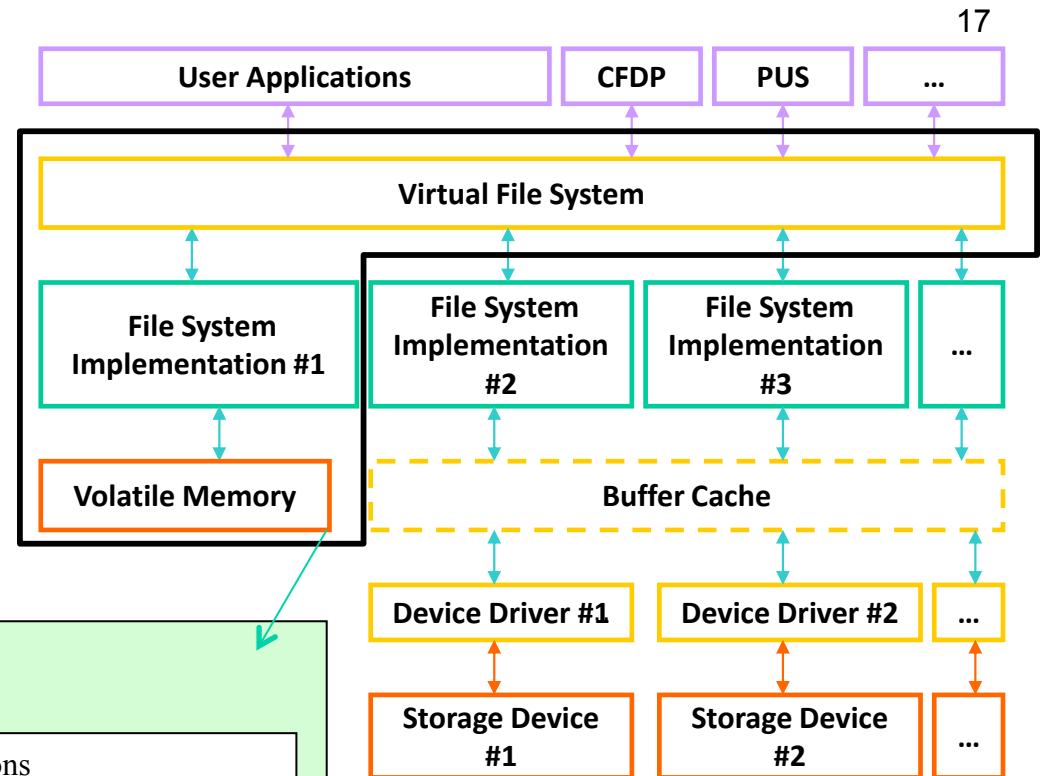 17
User Applications
CFDP
PUS
...
Virtual File System
File System
Implementation #1
File System
Implementation
#2
File System
Implementation
#3
...
Volatile Memory
Buffer Cache
Device Driver #1
Device Driver #2
...
Storage Device
#1
Storage Device
#2
...